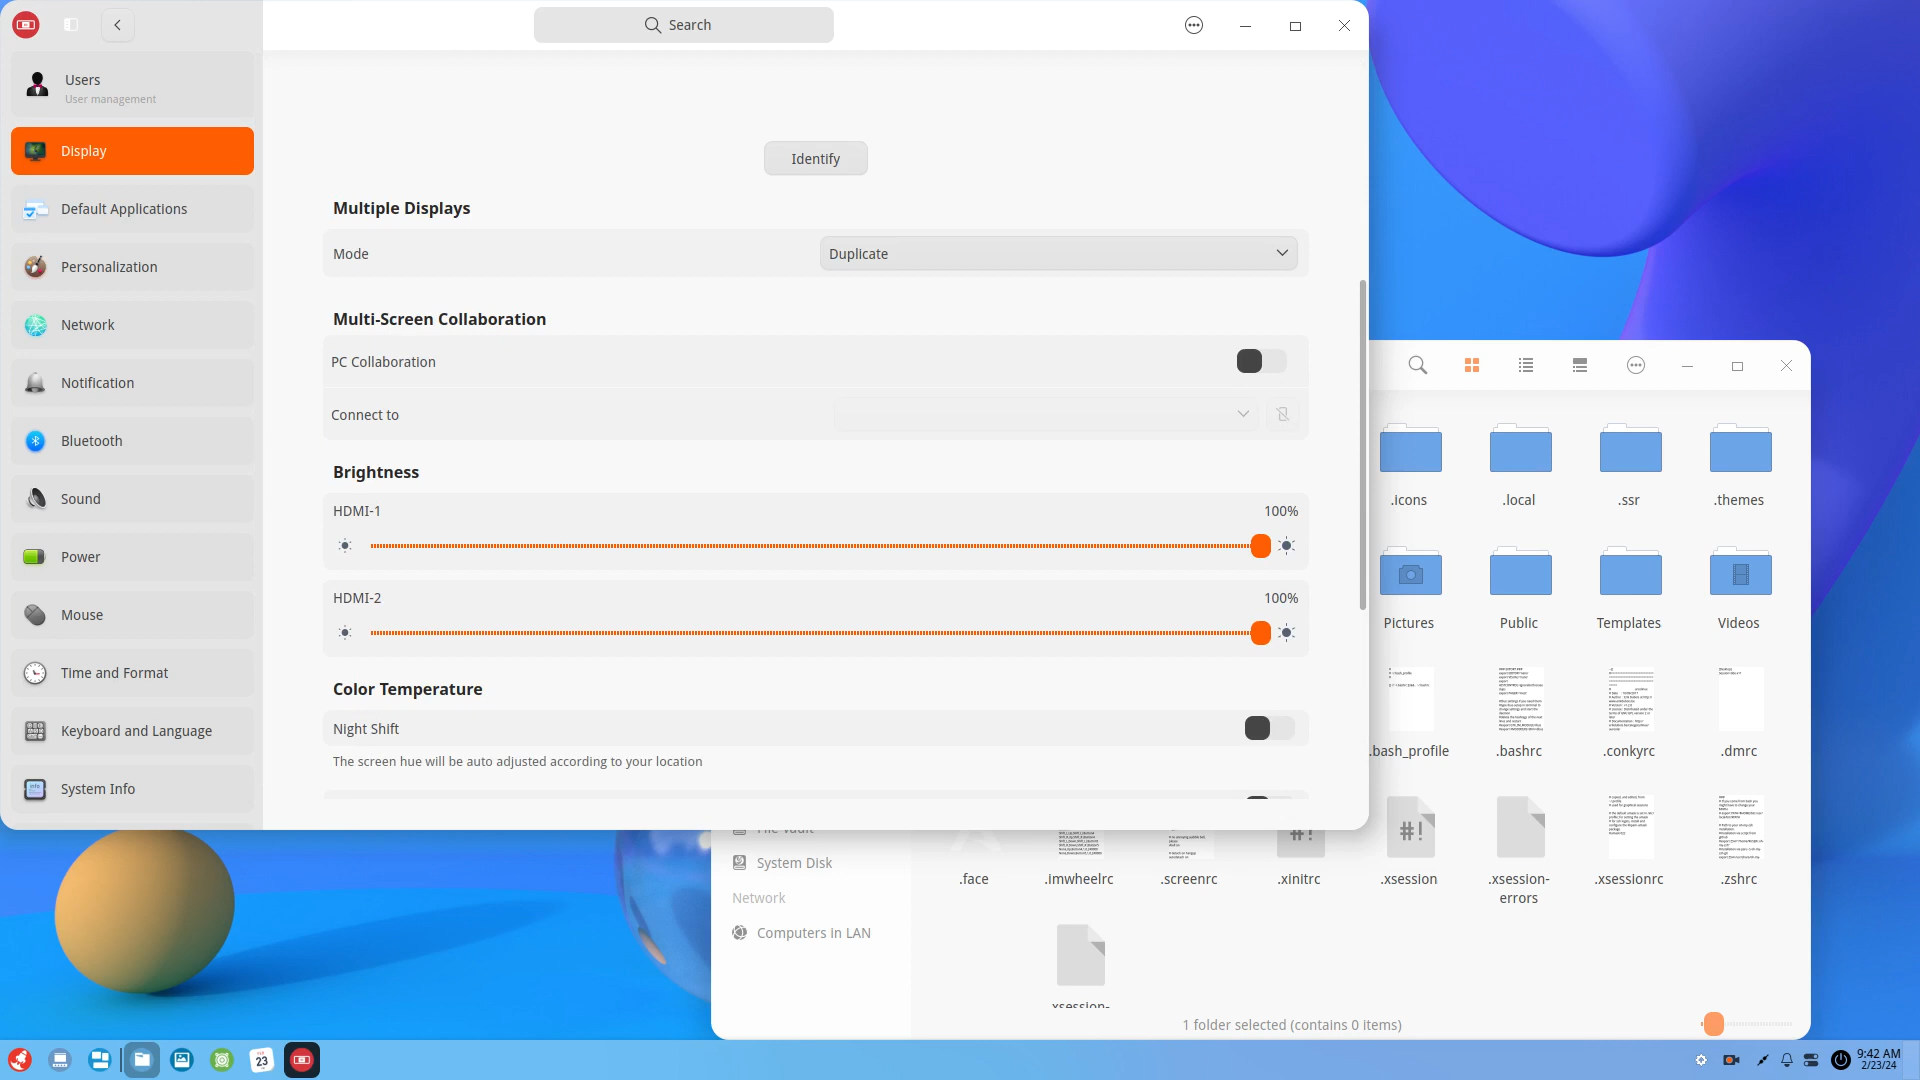 Search
Users
User management
Display
Default Applications
Personalization
Network
Notification
Bluetooth
Sound
Power
Mouse
Time and Format
Keyboard and Language
System Info
Identify
Multiple Displays
Mode
Duplicate
Multi-Screen Collaboration
PC Collaboration
Connect to
Brightness
HDMI-1
100%
HDMI-2
100%
Color Temperature
Night Shift
The screen hue will be auto adjusted according to your location
.icons
.local
.ssr
.themes
Pictures
Public
Templates
Videos
.bash_profile
.bashrc
.conkyrc
.dmrc
File Vault
System Disk
Network
Computers in LAN
.face
.imwheelrc
.screenrc
.xinitrc
.xsession
.xsession-
errors
.xsessionrc
.zshrc
.xsession-
1 folder selected (contains 0 items)
23
9:42 AM
2/23/24